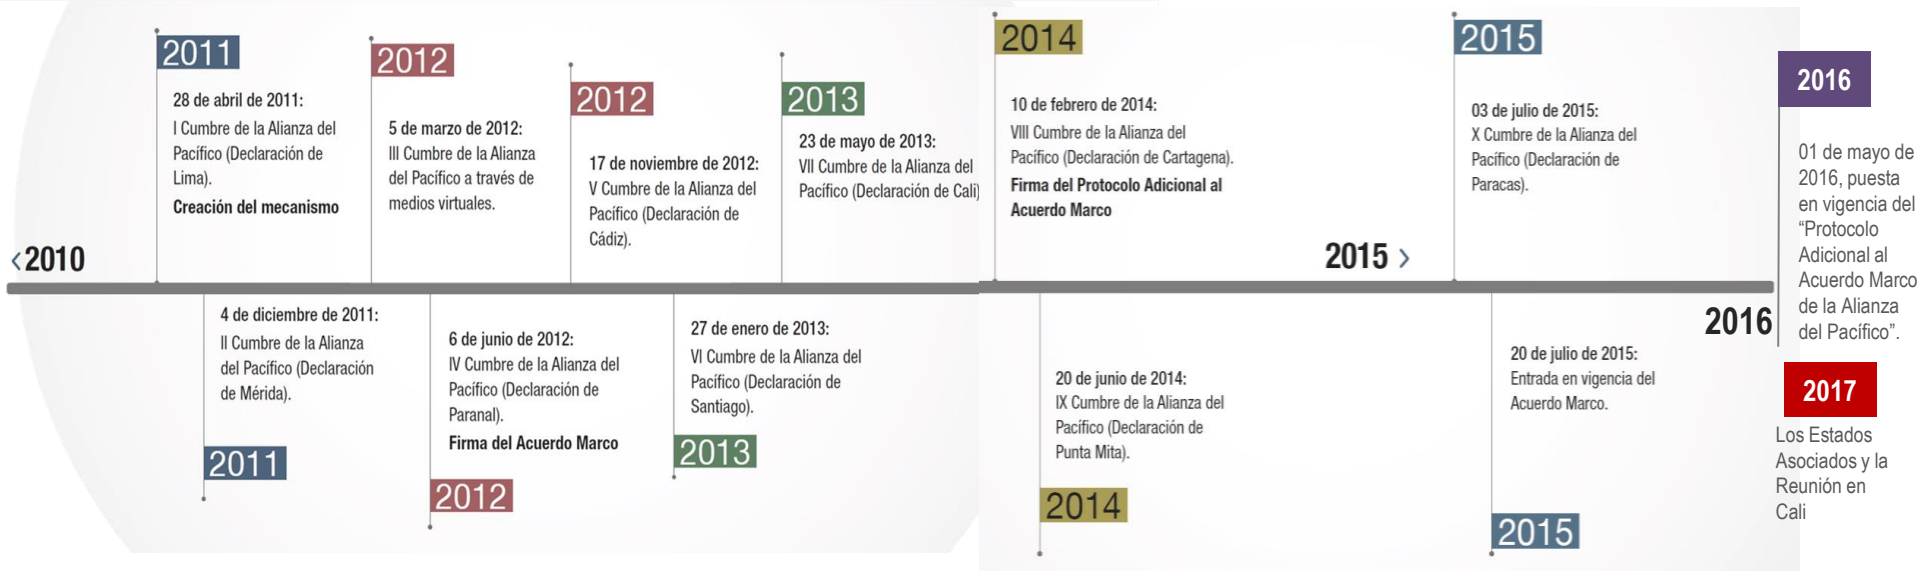 2011
28 de abril de 2011:
I Cumbre de la Alianza del
Pacífico (Declaración de
Lima).
Creación del mecanismo
2012
5 de marzo de 2012:
III Cumbre de la Alianza
del Pacífico a través de
medios virtuales.
2012
17 de noviembre de 2012:
V Cumbre de la Alianza del
Pacífico (Declaración de
Cádiz).
2013
23 de mayo de 2013:
VII Cumbre de la Alianza del
Pacífico (Declaración de Cali)
2014
10 de febrero de 2014:
VIII Cumbre de la Alianza del
Pacífico (Declaración de Cartagena).
Firma del Protocolo Adicional al
Acuerdo Marco
2015
03 de julio de 2015:
X Cumbre de la Alianza del
Pacífico (Declaración de
Paracas).
2016
01 de mayo de
2016, puesta
en vigencia del
“Protocolo
Adicional al
Acuerdo Marco
de la Alianza
del Pacífico”.
<2010
2015 >
2016
4 de diciembre de 2011:
II Cumbre de la Alianza
del Pacífico (Declaración
de Mérida).
2011
6 de junio de 2012:
IV Cumbre de la Alianza del
Pacífico (Declaración de
Paranal).
Firma del Acuerdo Marco
2012
27 de enero de 2013:
VI Cumbre de la Alianza del
Pacífico (Declaración de
Santiago).
2013
20 de junio de 2014:
IX Cumbre de la Alianza del
Pacífico (Declaración de
Punta Mita).
2014
20 de julio de 2015:
Entrada en vigencia del
Acuerdo Marco.
2015
2017
Los Estados
Asociados y la
Reunión en
Cali